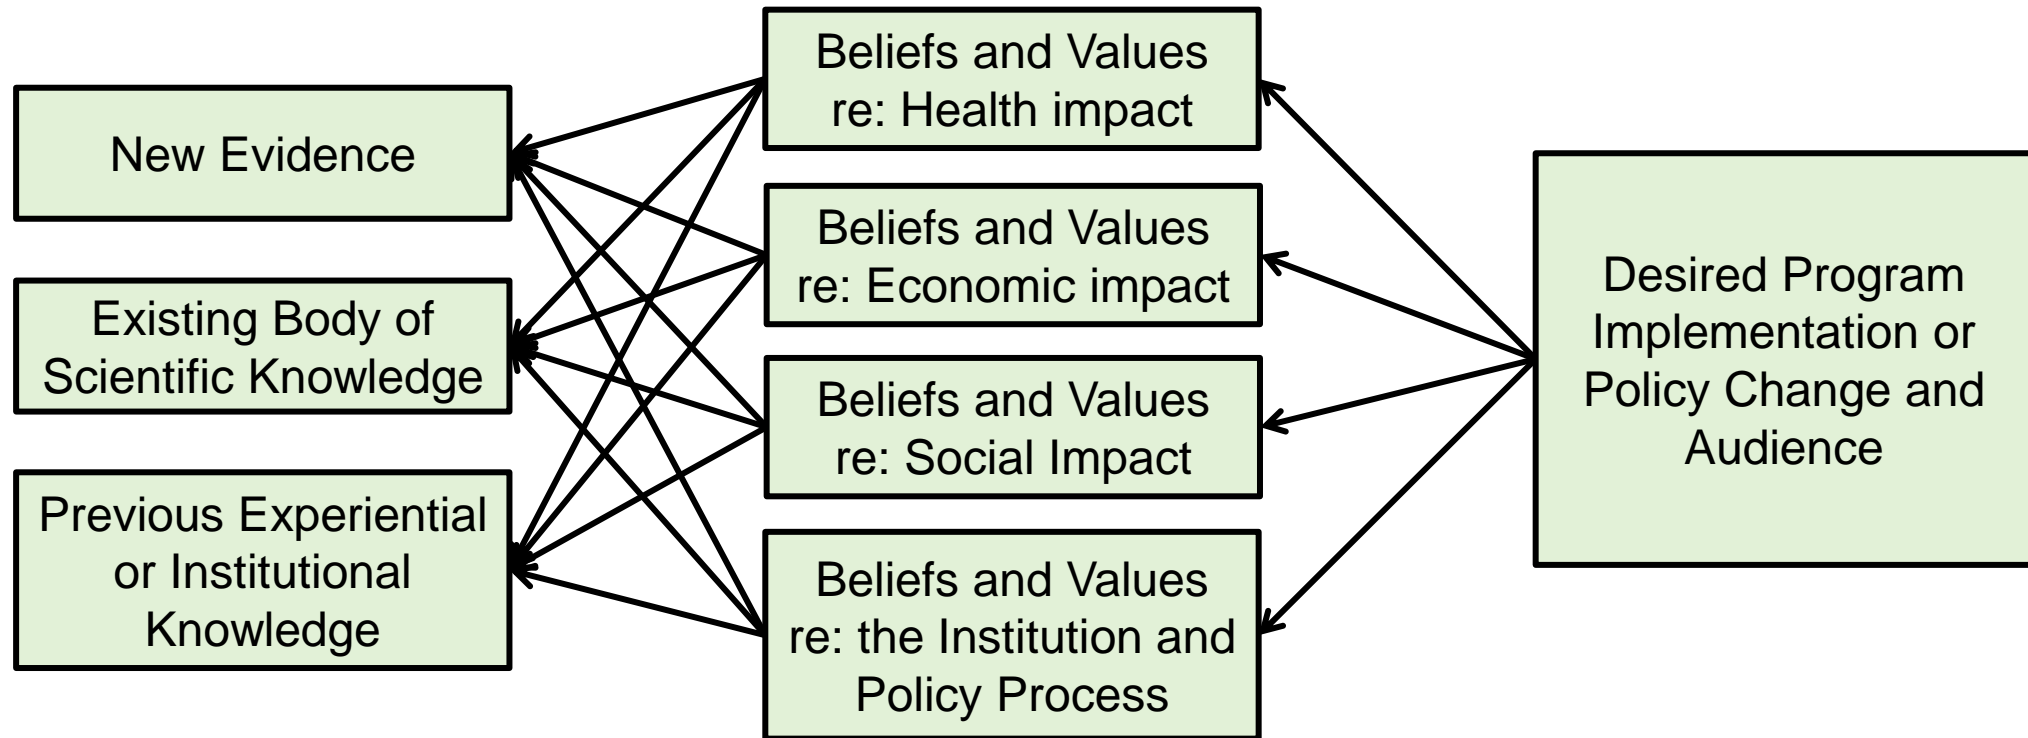 New Evidence
Existing Body of
Scientific Knowledge
Previous Experiential
or Institutional
Knowledge
Beliefs and Values
re: Health impact
Beliefs and Values
re: Economic impact
Beliefs and Values
re: Social Impact
Beliefs and Values
re: the Institution and
Policy Process
Desired Program
Implementation or
Policy Change and
Audience